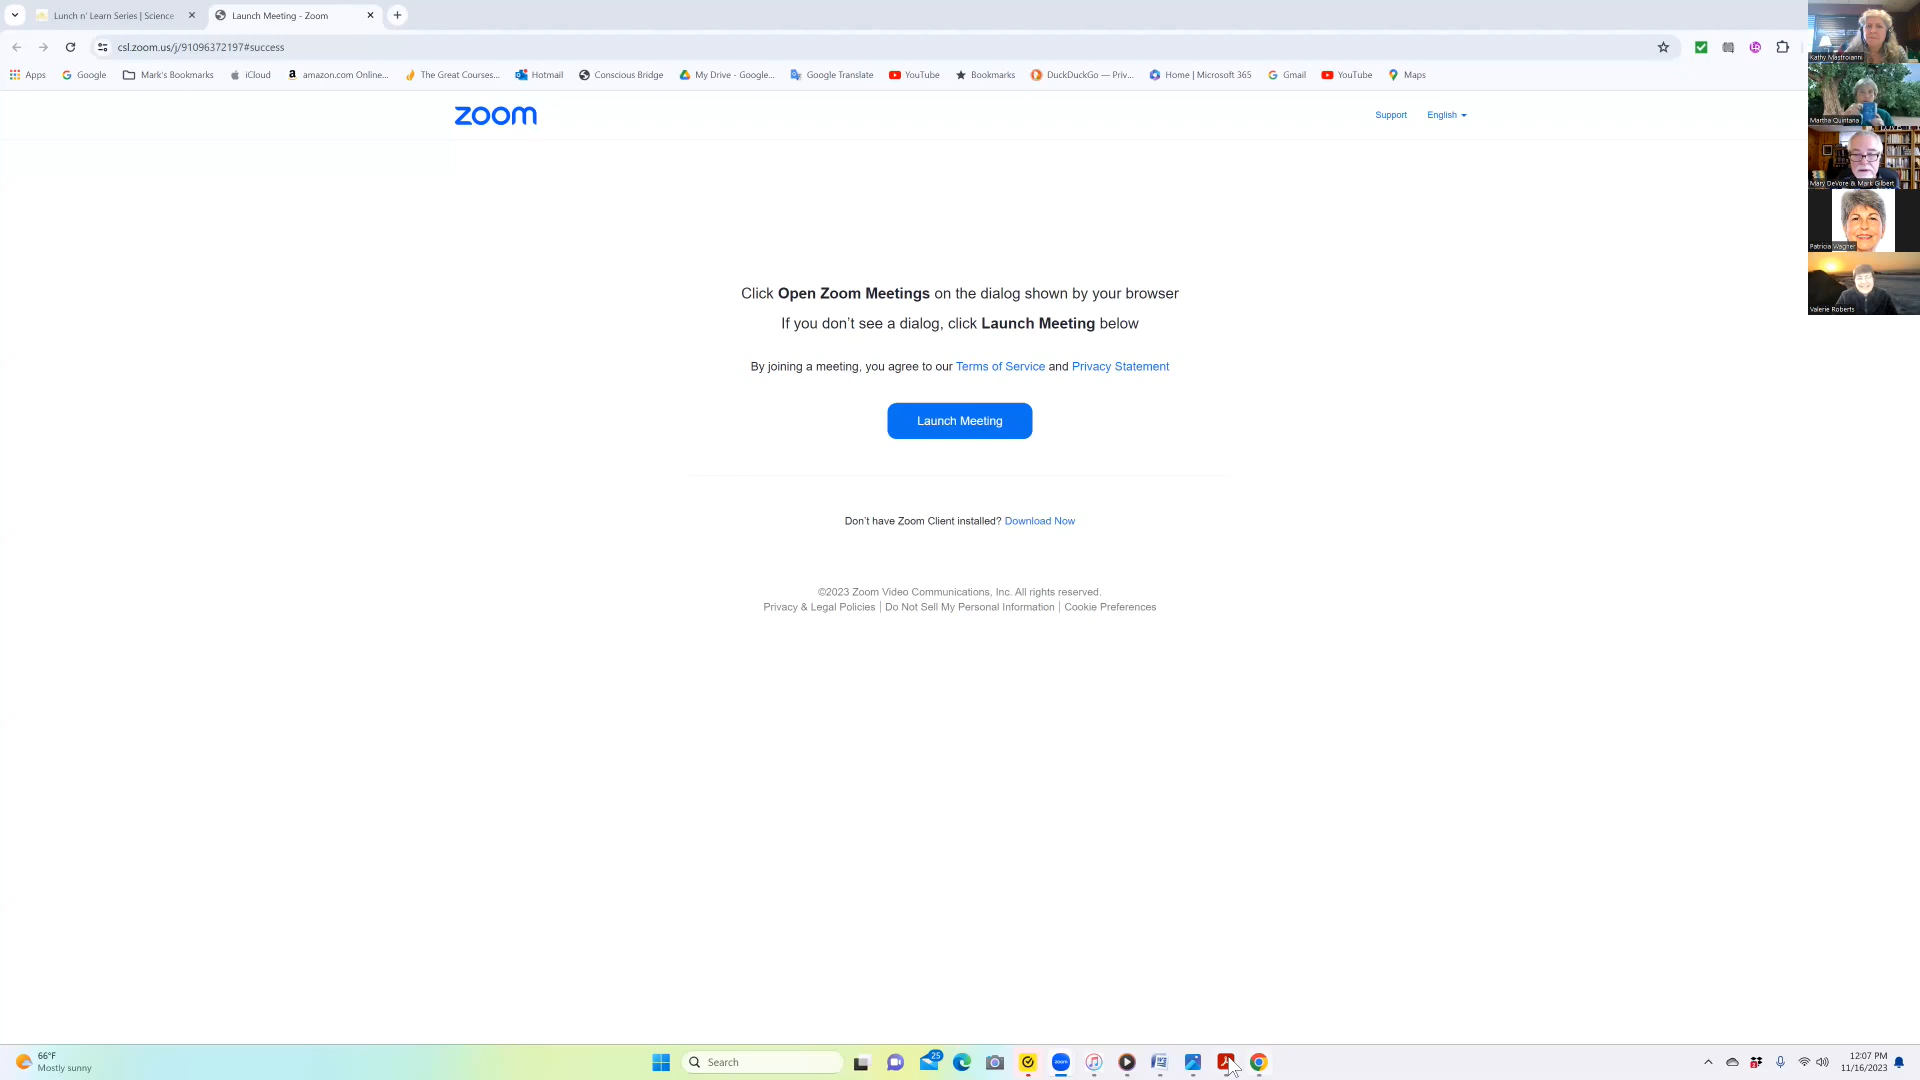 Lunch n' Learn Series | Science
Launch Meeting - Zoom
csl.zoom.us/j/91096372197#success
Apps
Google
Mark's Bookmarks
iCloud
amazon.com Online...
The Great Courses...
Hotmail
Conscious Bridge
My Drive - Google...
Google Translate
YouTube
Bookmarks
DuckDuckGo — Priv...
Home | Microsoft 365
Gmail
YouTube
Maps
zoom
Support
English
Kathy Mastroianni
Martha Quintana
Mary DeVore & Mark Gilbert
Patricia Wagner
Valerie Roberts
Click Open Zoom Meetings on the dialog shown by your browser
If you don't see a dialog, click Launch Meeting below
By joining a meeting, you agree to our Terms of Service and Privacy Statement
Launch Meeting
Don't have Zoom Client installed? Download Now
©2023 Zoom Video Communications, Inc. All rights reserved.
Privacy & Legal Policies | Do Not Sell My Personal Information | Cookie Preferences
66°F
Mostly sunny
Search
25
zoom
12:07 PM
11/16/2023